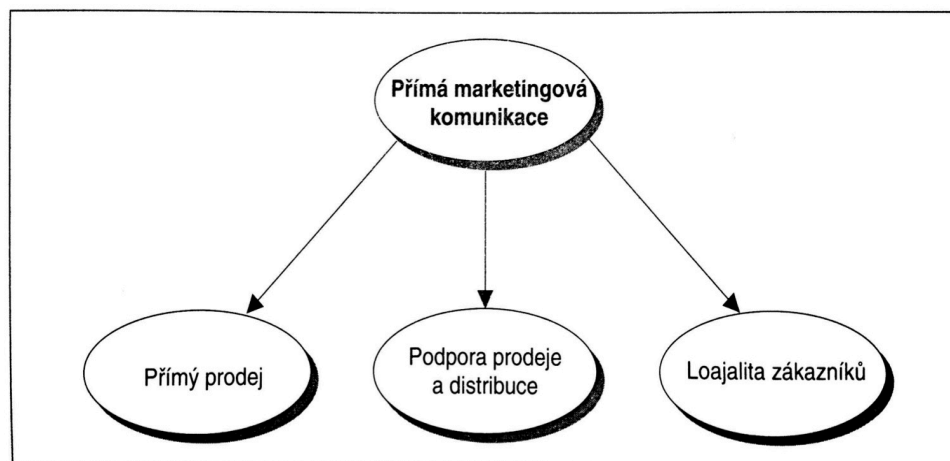 Přímá marketingová
komunikace
Přímý prodej
Podpora prodeje
a distribuce
Loajalita zákazníků